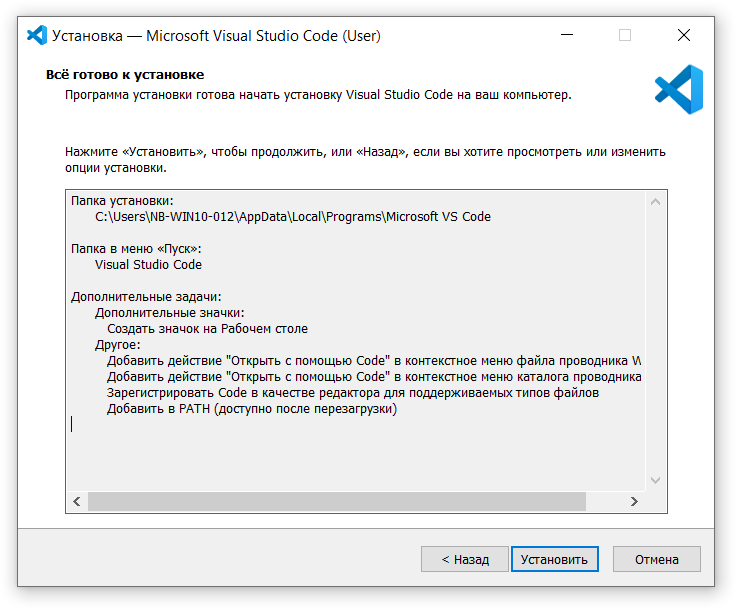 Установка — Microsoft Visual Studio Code (User)
Всё готово к установке
Программа установки готова начать установку Visual Studio Code на ваш компьютер.
Нажмите «Установить», чтобы продолжить, или «Назад», если вы хотите просмотреть или изменить
опции установки.
Папка установки:
C:\Users\NB-WIN10-012\AppData\Local\Programs\Microsoft VS Code
Папка в меню «Пуск»:
Visual Studio Code
Дополнительные задачи:
Дополнительные значки:
Создать значок на Рабочем столе
Другое:
Добавить действие "Открыть с помощью Code" в контекстное меню файла проводника W
Добавить действие "Открыть с помощью Code" в контекстное меню каталога проводника
Зарегистрировать Code в качестве редактора для поддерживаемых типов файлов
Добавить в PATH (доступно после перезагрузки)
< Назад
Установить
Отмена